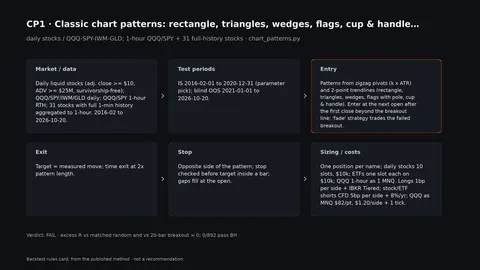 CP1 · Classic chart patterns: rectangle, triangles, wedges, flags, cup & handle...
daily stocks / QQQ-SPY-IWM-GLD; 1-hour QQQ/SPY + 31 full-history stocks · chart_patterns.py
Market / data
Daily liquid stocks (adj. close >= $10,
ADV >= $25M, survivorship-free);
QQQ/SPY/IWM/GLD daily; QQQ/SPY 1-hour
RTH; 31 stocks with full 1-min history
aggregated to 1-hour. 2016-02 to
2026-10-20.
Test periods
IS 2016-02-01 to 2020-12-31 (parameter
pick); blind OOS 2021-01-01 to
2026-10-20.
Entry
Patterns from zigzag pivots (k x ATR)
and 2-point trendlines (rectangle,
triangles, wedges, flags with pole, cup
& handle). Enter at the next open after
the first close beyond the breakout
line; 'fade' strategy trades the failed
breakout.
Exit
Target = measured move; time exit at 2x
pattern length.
Stop
Opposite side of the pattern; stop
checked before target inside a bar;
gaps fill at the open.
Sizing / costs
One position per name; daily stocks 10
slots, $10k; ETFs one slot each on
$10k; QQQ 1-hour as 1 MNQ. Longs 1bp
per side + IBKR Tiered; stock/ETF
shorts CFD 5bp per side + 8%/yr; QQQ as
MNQ $82/pt, $1.20/side + 1 tick.
Verdict: FAIL · excess R vs matched random and vs 20-bar breakout = 0; 0/892 pass BH
Backtest rules card, from the published method · not a recommendation